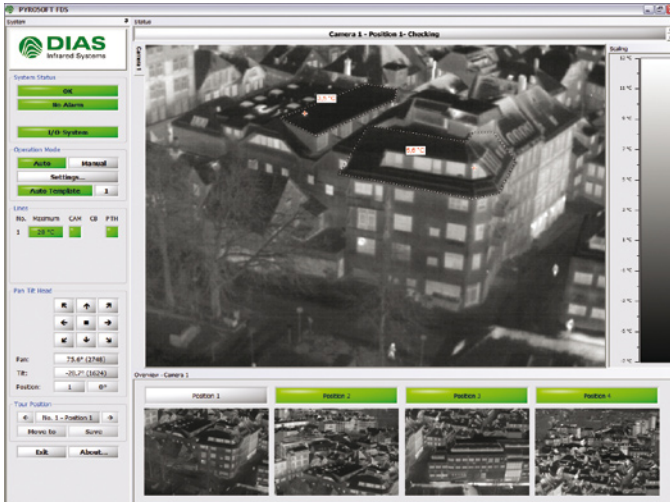 PYROSOFT FDS
System
DIAS
Infrared Systems
System Status
OK
No Alarm
I/O-System
Operation Mode
Auto
Manual
Settings...
Auto Template
1
Lines
No. Maximum CAM CB PTH
1
Pan Tilt Head
Pan:
Tilt:
Position: 1 0°
Tour Position
No. 1 - Position 1
Move to
Save
Exit
About...
Status
Camera 1 - Position 1- Checking
Camera 1
Scaling
Overview - Camera 1
Position 1
Position 2
Position 3
Position 4